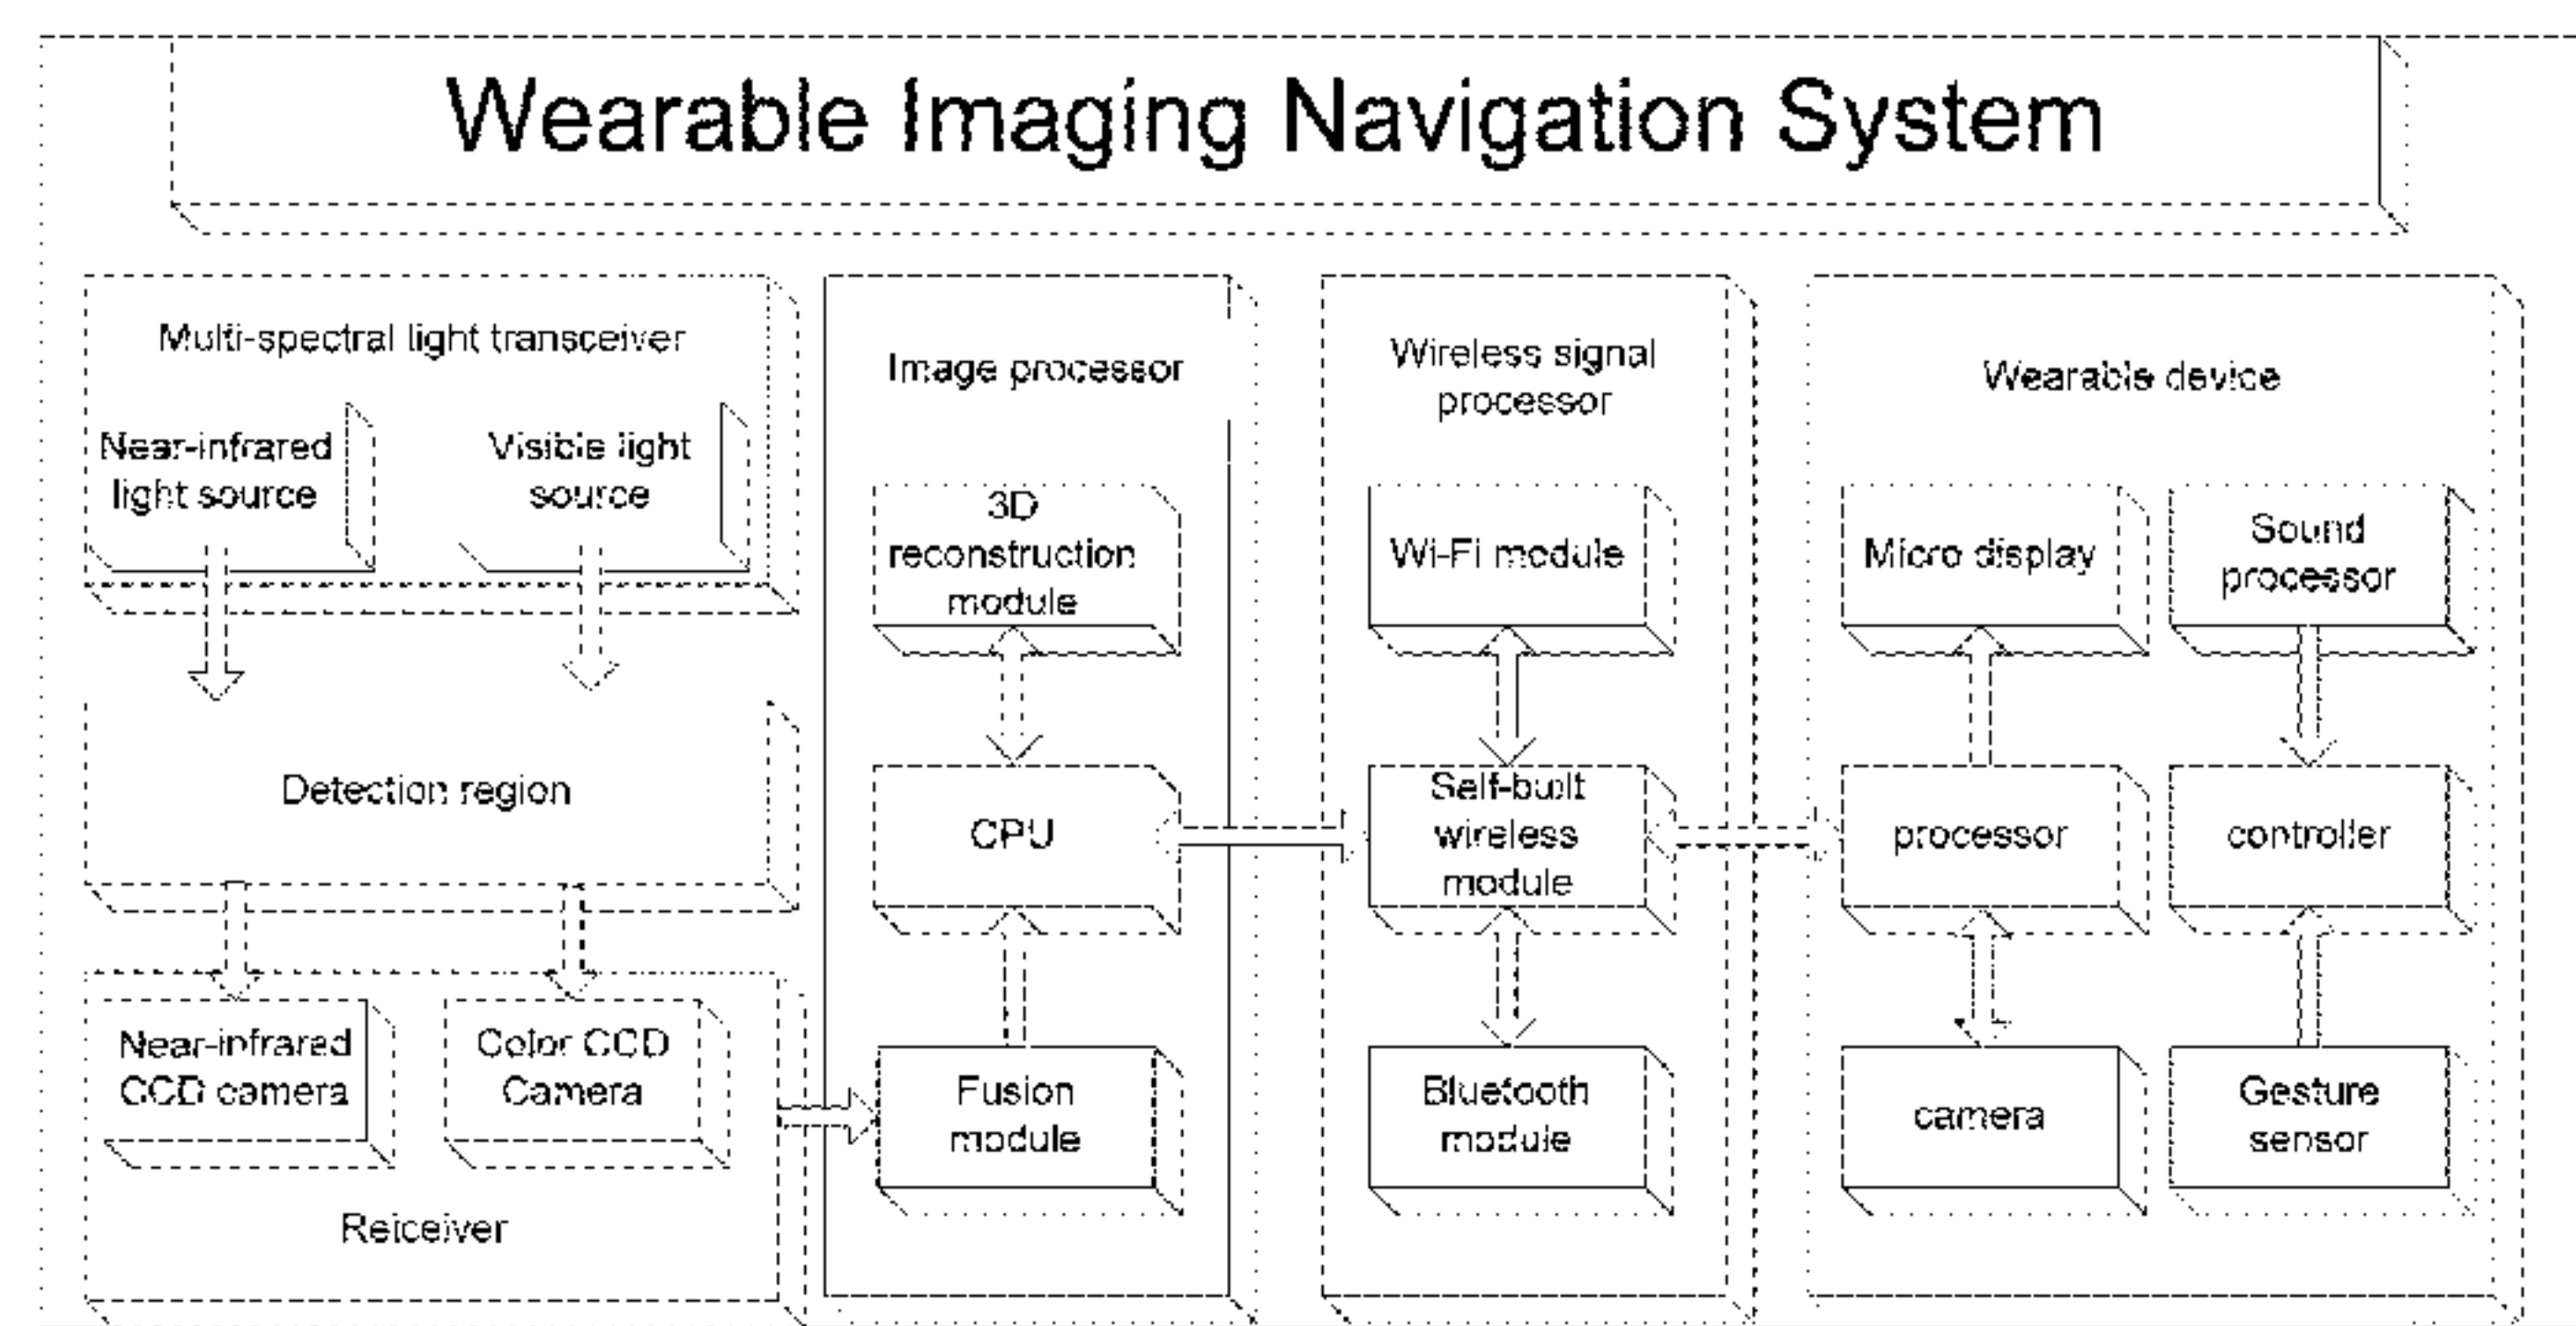 Wearable Imaging Navigation System
Multi-spectral light transceiver
Near-infrared
light source
Visible light
source
Detection region
Near-infrared
CCD camera
Color CCD
Camera
Reiceiver
Image processor
3D
reconstruction
module
CPU
Fusion
module
Wireless signal
processor
Wi-Fi module
Self-built
wireless
module
Bluetooth
module
Wearable device
Micro display
Sound
processor
processor
controller
camera
Gesture
sensor